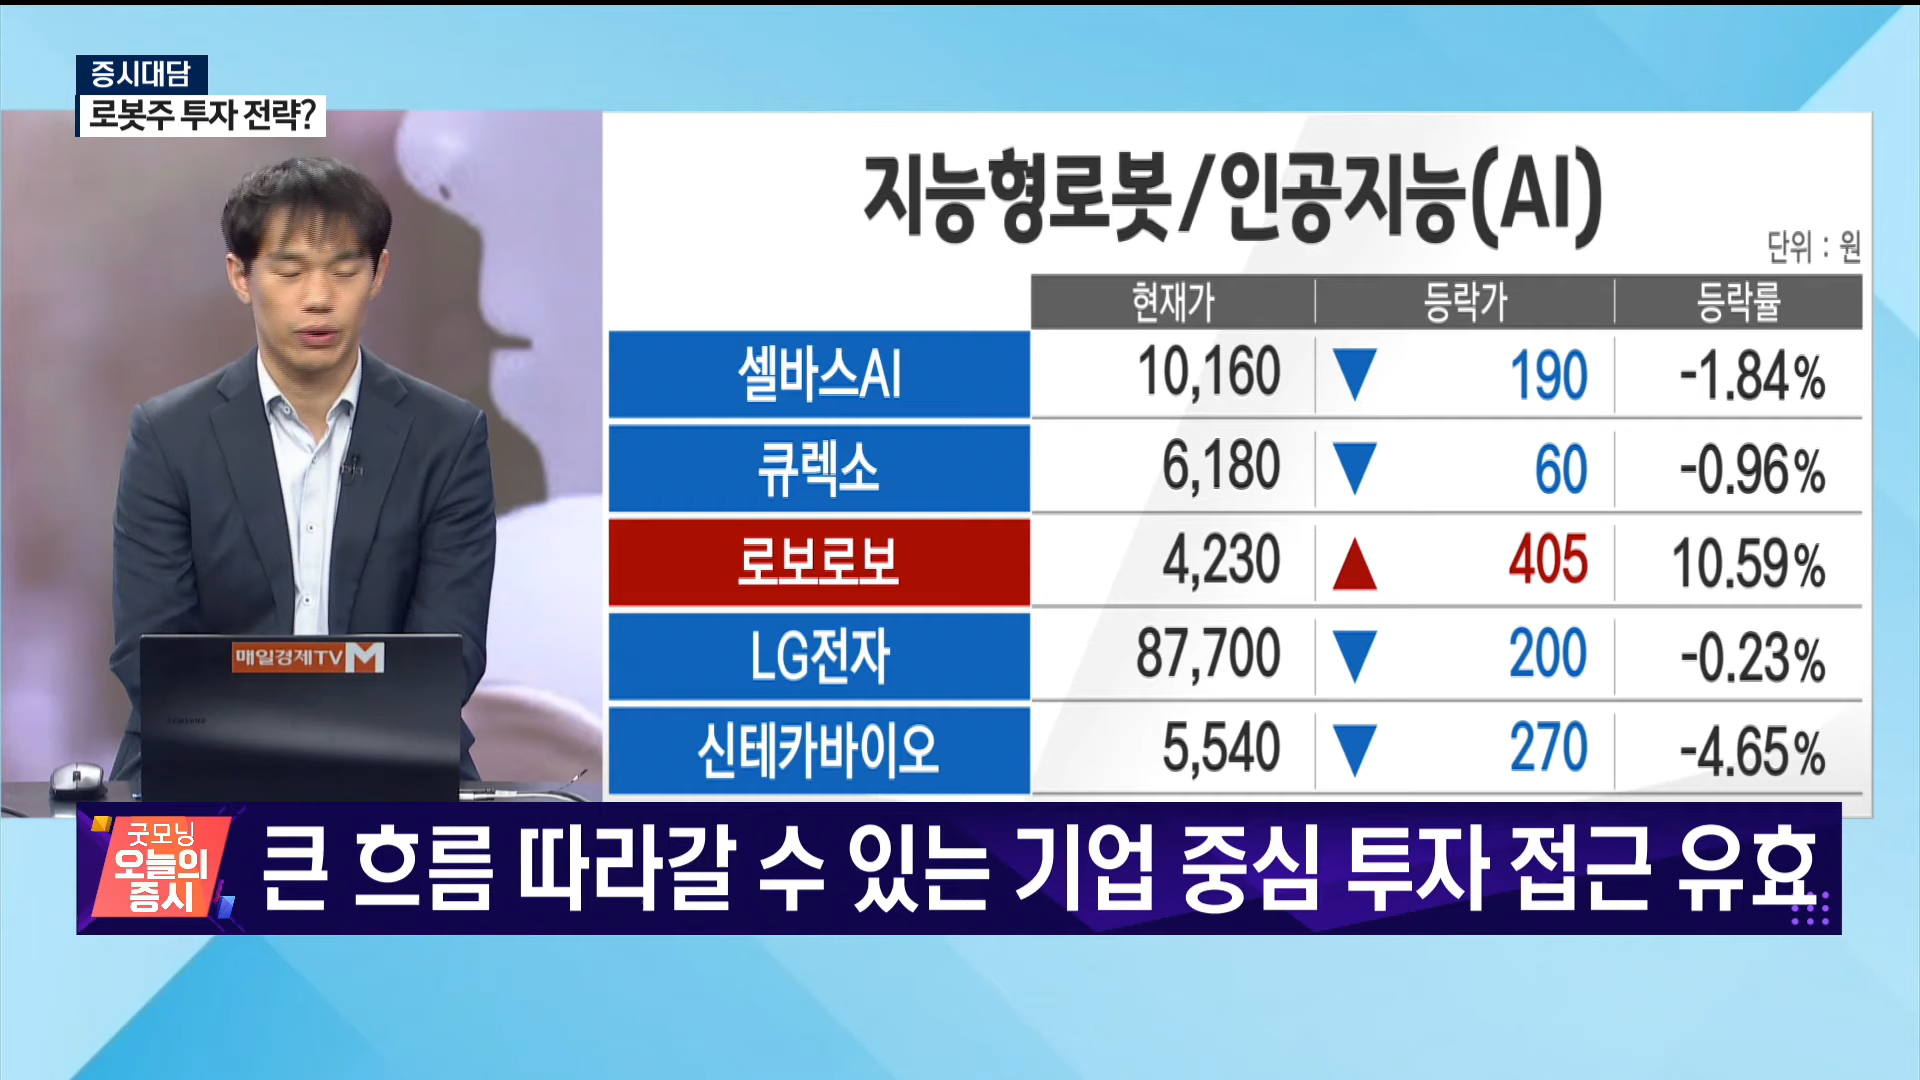 증시대담
로봇주 투자 전략?
지능형로봇/인공지능(AI)
단위 : 원
현재가 등락가 등락률
셀바스AI 10,160 ▼ 190 -1.84%
큐렉소 6,180 ▼ 60 -0.96%
로보로보 4,230 ▲ 405 10.59%
LG전자 87,700 ▼ 200 -0.23%
신테카바이오 5,540 ▼ 270 -4.65%
매일경제TV M
SAMSUNG
굿모닝
오늘의
증시
큰 흐름 따라갈 수 있는 기업 중심 투자 접근 유효